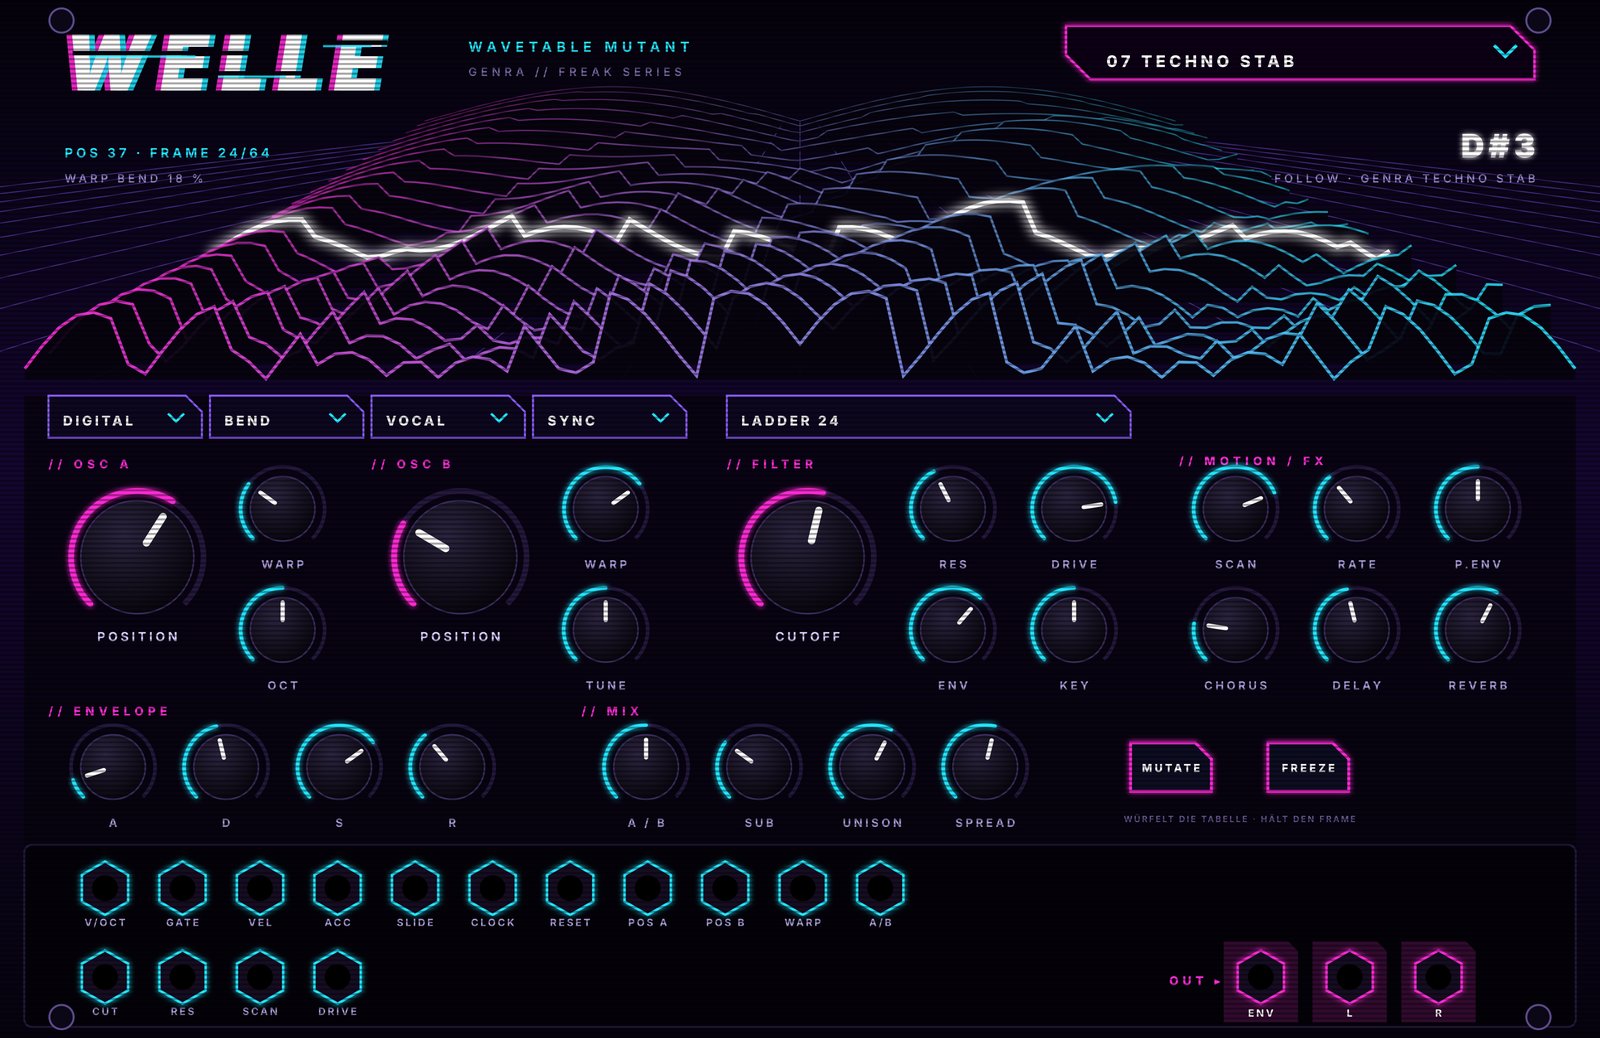 WELLE
WAVETABLE MUTANT
GENRA // FREAK SERIES
07 TECHNO STAB
POS 37 · FRAME 24/64
WARP BEND 18 %
D#3
FOLLOW · GENRA TECHNO STAB
DIGITAL
BEND
VOCAL
SYNC
LADDER 24
// OSC A
// OSC B
// FILTER
// MOTION / FX
WARP
WARP
RES
DRIVE
SCAN
RATE
P.ENV
POSITION
POSITION
CUTOFF
OCT
TUNE
ENV
KEY
CHORUS
DELAY
REVERB
// ENVELOPE
// MIX
MUTATE
FREEZE
A
D
S
R
A / B
SUB
UNISON
SPREAD
WÜRFELT DIE TABELLE · HÄLT DEN FRAME
V/OCT
GATE
VEL
ACC
SLIDE
CLOCK
RESET
POS A
POS B
WARP
A/B
OUT ▸
CUT
RES
SCAN
DRIVE
ENV
L
R